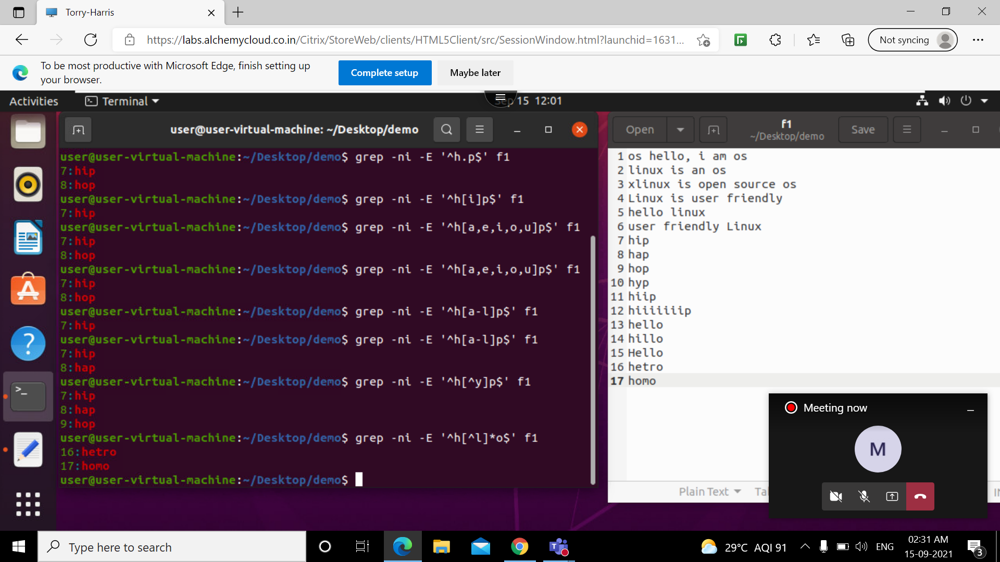 Torry-Harris
https://labs.alchemycloud.co.in/Citrix/StoreWeb/clients/HTML5Client/src/SessionWindow.html?launchid=1631...
Not syncing
To be most productive with Microsoft Edge, finish setting up
your browser.
Complete setup
Maybe later
Activities
Terminal
Sep 15 12:01
user@user-virtual-machine: ~/Desktop/demo
user@user-virtual-machine:~/Desktop/demo$ grep -ni -E '^h.p$' f1
7:hip
8:hop
user@user-virtual-machine:~/Desktop/demo$ grep -ni -E '^h[i]p$' f1
7:hip
user@user-virtual-machine:~/Desktop/demo$ grep -ni -E '^h[a,e,i,o,u]p$' f1
7:hip
8:hop
user@user-virtual-machine:~/Desktop/demo$ grep -ni -E '^h[a,e,i,o,u]p$' f1
7:hip
8:hop
user@user-virtual-machine:~/Desktop/demo$ grep -ni -E '^h[a-l]p$' f1
7:hip
user@user-virtual-machine:~/Desktop/demo$ grep -ni -E '^h[a-l]p$' f1
7:hip
8:hap
user@user-virtual-machine:~/Desktop/demo$ grep -ni -E '^h[^y]p$' f1
7:hip
8:hap
9:hop
user@user-virtual-machine:~/Desktop/demo$ grep -ni -E '^h[^l]*o$' f1
16:hetro
17:homo
user@user-virtual-machine:~/Desktop/demo$
Open
f1
~/Desktop/demo
Save
1 os hello, i am os
2 linux is an os
3 xlinux is open source os
4 Linux is user friendly
5 hello linux
6 user friendly Linux
7 hip
8 hap
9 hop
10 hyp
11 hiip
12 hiiiiiiip
13 hello
14 hillo
15 Hello
16 hetro
17 homo
Plain Text
Meeting now
M
Type here to search
29°C AQI 91
ENG
02:31 AM
15-09-2021
3